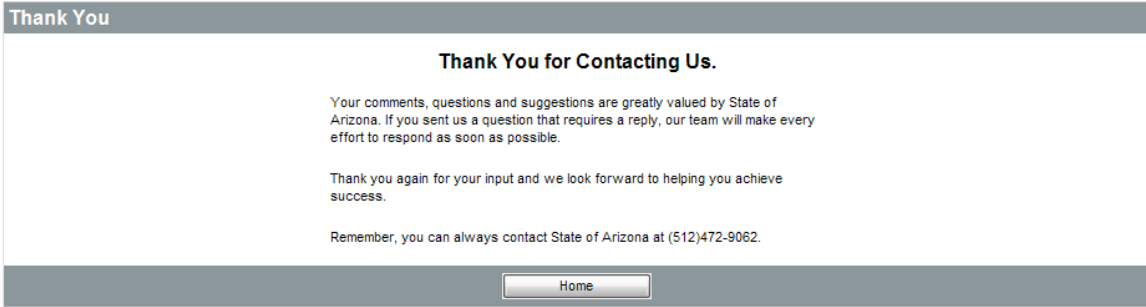 Thank You
Thank You for Contacting Us.
Your comments, questions and suggestions are greatly valued by State of
Arizona. If you sent us a question that requires a reply, our team will make every
effort to respond as soon as possible.
Thank you again for your input and we look forward to helping you achieve
success.
Remember, you can always contact State of Arizona at (512)472-9062.
Home